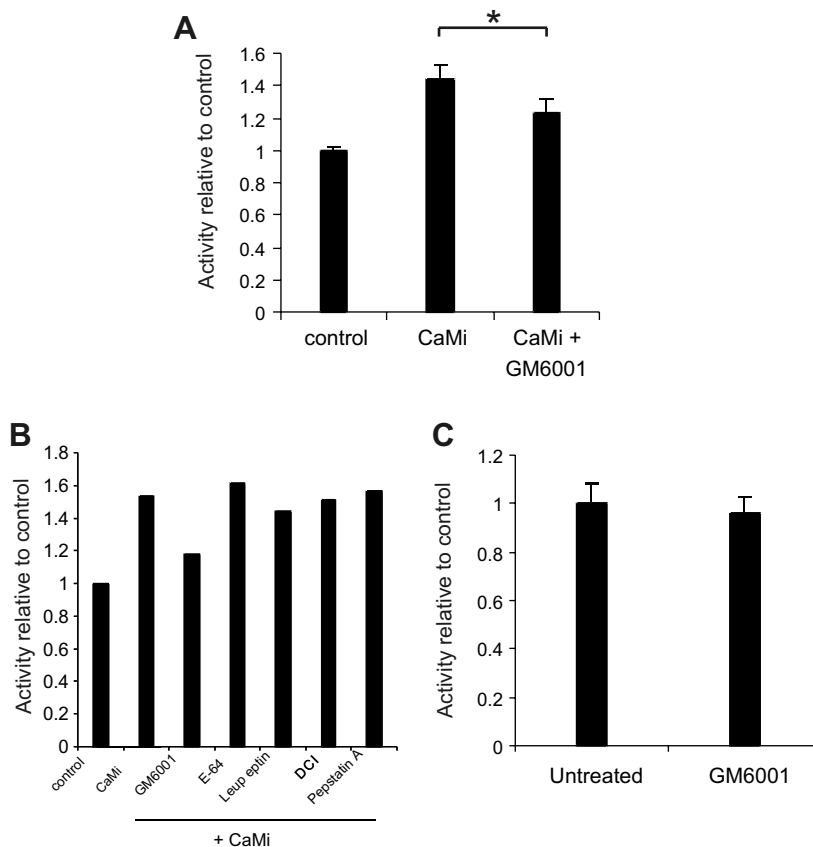 A
*
Activity relative to control
1.6
1.4
1.2
1
0.8
0.6
0.4
0.2
0
control
CaMi
CaMi +
GM6001
B
Activity relative to control
1.8
1.6
1.4
1.2
1
0.8
0.6
0.4
0.2
0
control
CaMi
GM6001
E-64
Leup eptin
DCI
Pepstatin A
+ CaMi
C
Activity relative to control
1.2
1
0.8
0.6
0.4
0.2
0
Untreated
GM6001